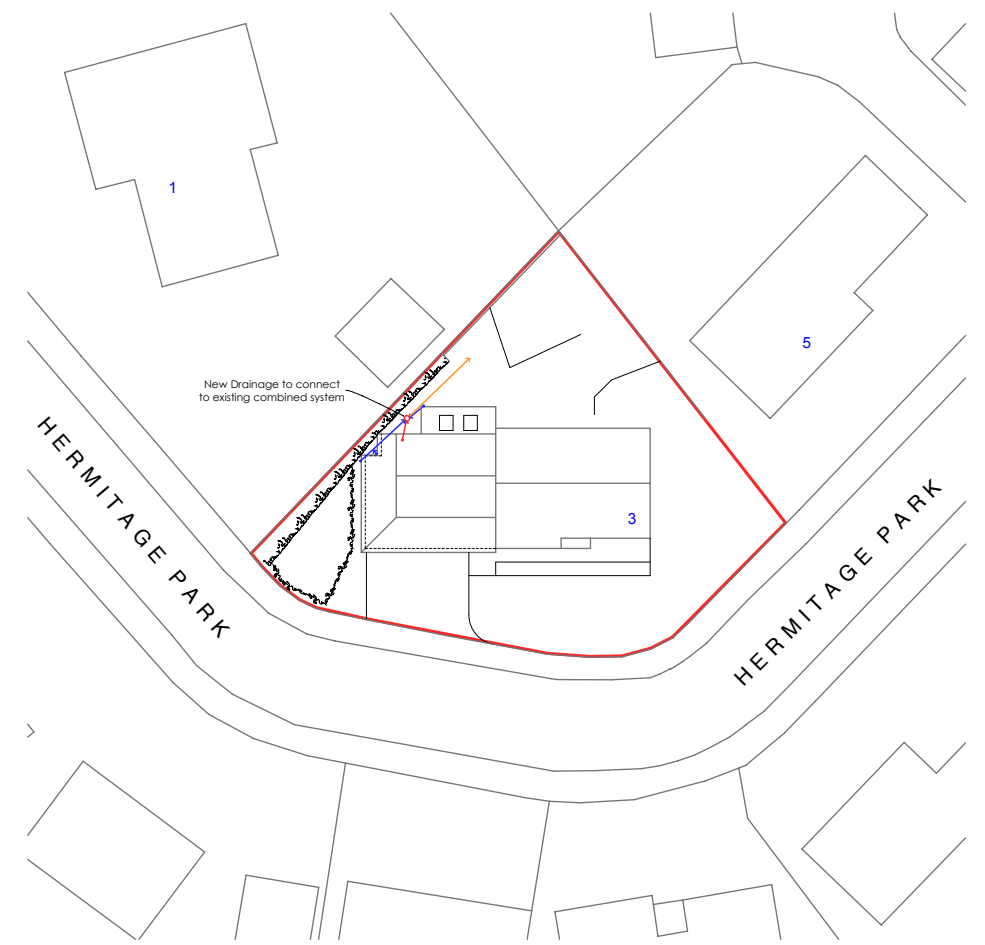 1
5
New Drainage to connect
to existing combined system
HERMITAGE PARK
3
HERMITAGE PARK